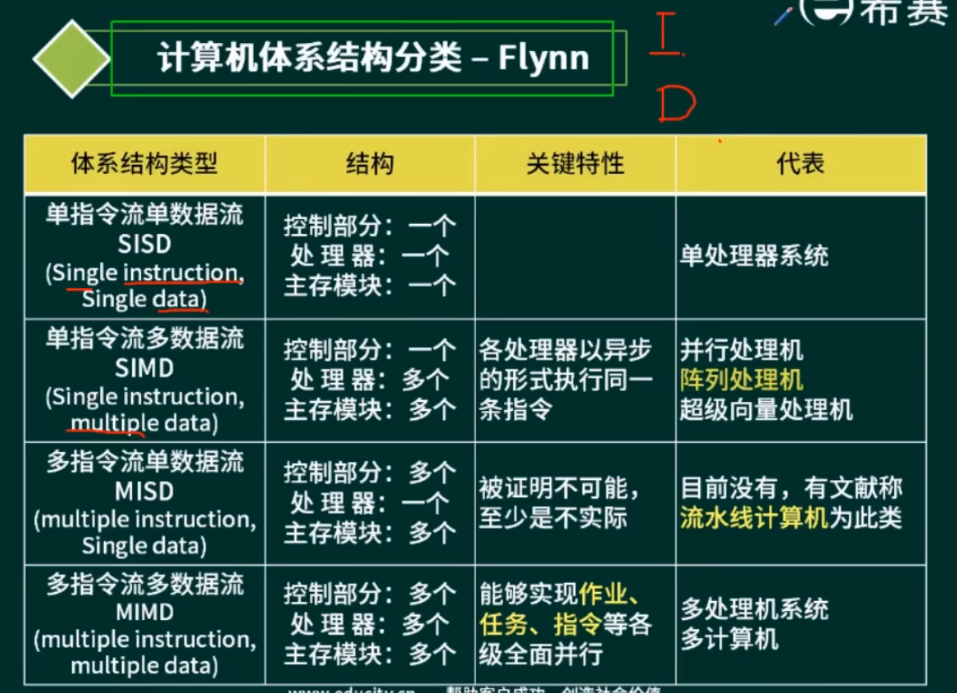 希赛
计算机体系结构分类 – Flynn
I
D
体系结构类型
结构
关键特性
代表
单指令流单数据流
SISD
(Single instruction,
Single data)
控制部分：一个
处 理 器：一个
主存模块：一个
单处理器系统
单指令流多数据流
SIMD
(Single instruction,
multiple data)
控制部分：一个
处 理 器：多个
主存模块：多个
各处理器以异步
的形式执行同一
条指令
并行处理机
阵列处理机
超级向量处理机
多指令流单数据流
MISD
(multiple instruction,
Single data)
控制部分：多个
处 理 器：一个
主存模块：多个
被证明不可能，
至少是不实际
目前没有，有文献称
流水线计算机为此类
多指令流多数据流
MIMD
(multiple instruction,
multiple data)
控制部分：多个
处 理 器：多个
主存模块：多个
能够实现作业、
任务、指令等各
级全面并行
多处理机系统
多计算机
www.educity.cn 帮助客户成功，创造社会价值